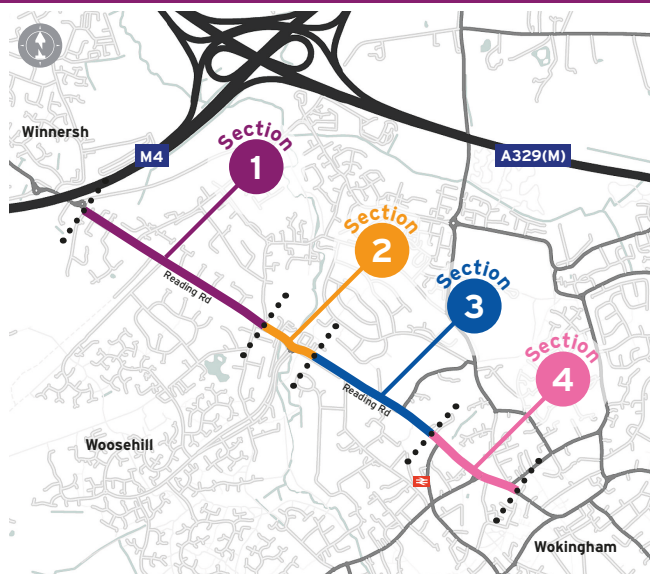 N
Winnersh
M4
A329(M)
Section
1
Section
2
Section
3
Section
4
Reading Rd
Reading Rd
Woosehill
Wokingham